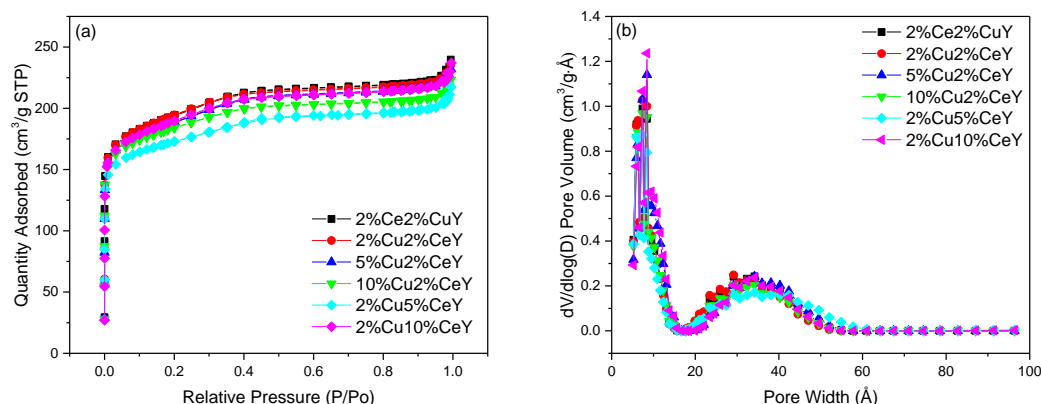 (a)
250
200
150
100
50
0
Quantity Adsorbed (cm³/g STP)
2%Ce2%CuY
2%Cu2%CeY
5%Cu2%CeY
10%Cu2%CeY
2%Cu5%CeY
2%Cu10%CeY
0.0 0.2 0.4 0.6 0.8 1.0
Relative Pressure (P/Po)
(b)
1.4
1.2
1.0
0.8
0.6
0.4
0.2
0.0
dV/dlog(D) Pore Volume (cm³/g·Å)
2%Ce2%CuY
2%Cu2%CeY
5%Cu2%CeY
10%Cu2%CeY
2%Cu5%CeY
2%Cu10%CeY
0 20 40 60 80 100
Pore Width (Å)